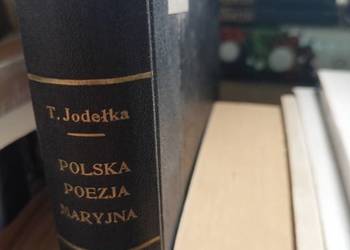 T. Jodełka
POLSKA
POEZJA
MARYJNA